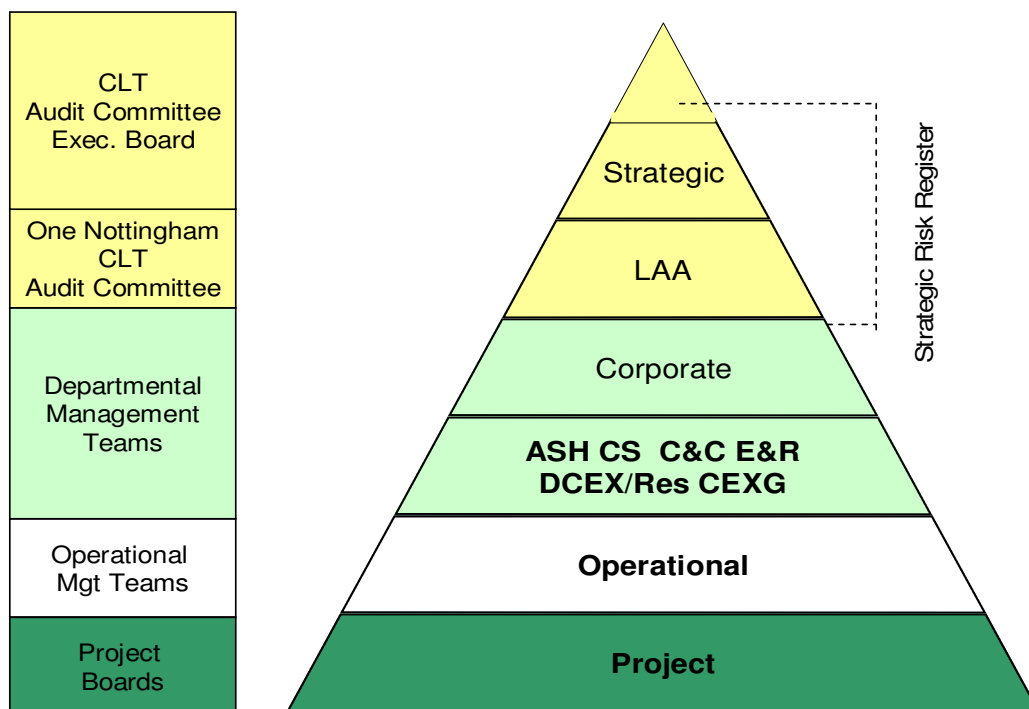 CLT
Audit Committee
Exec. Board
One Nottingham
CLT
Audit Committee
Departmental
Management
Teams
Operational
Mgt Teams
Project
Boards
Strategic
LAA
Corporate
ASH CS C&C E&R
DCEX/Res CEXG
Operational
Project
Strategic Risk Register